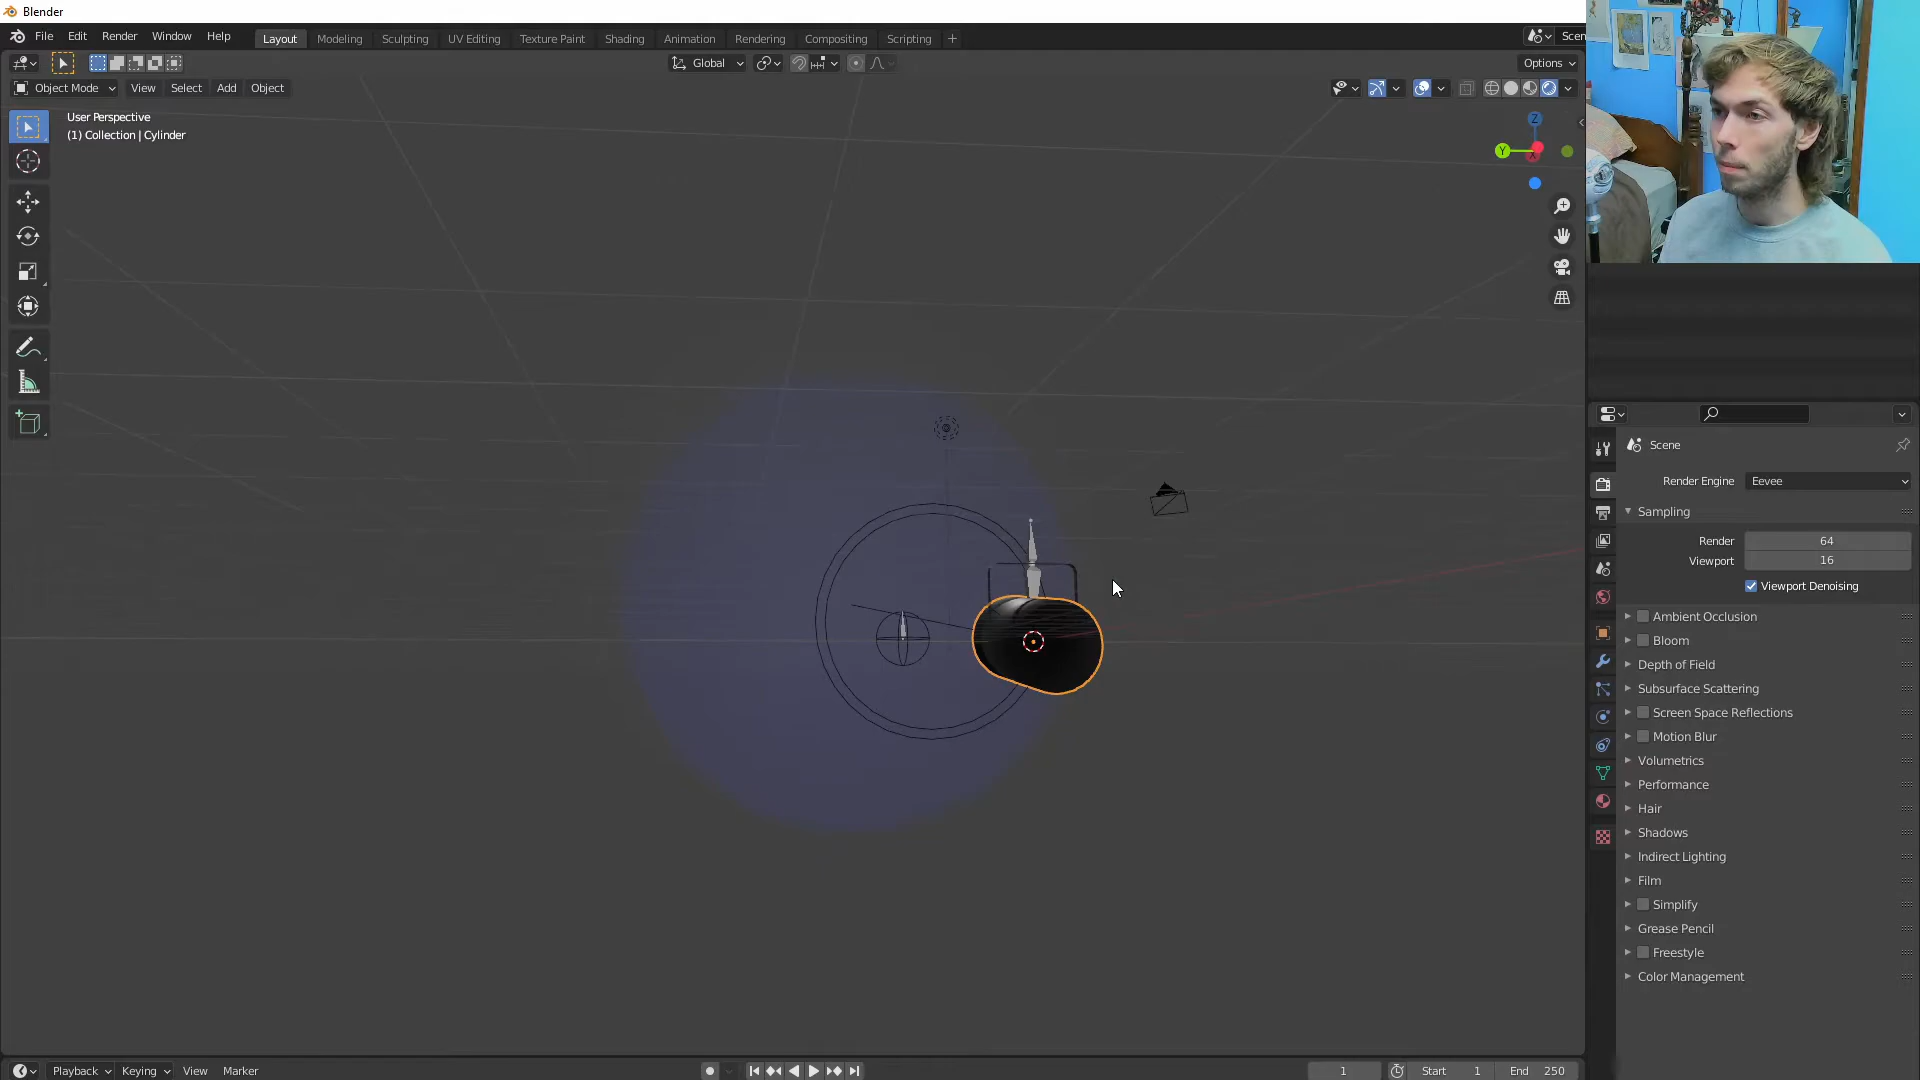 Blender
File Edit Render Window Help
Layout Modeling Sculpting UV Editing Texture Paint Shading Animation Rendering Compositing Scripting +
Scen
Global
Options
Object Mode View Select Add Object
User Perspective
(1) Collection | Cylinder
Z
Y
X
Scene
Render Engine Eevee
Sampling
Render 64
Viewport 16
Viewport Denoising
Ambient Occlusion
Bloom
Depth of Field
Subsurface Scattering
Screen Space Reflections
Motion Blur
Volumetrics
Performance
Hair
Shadows
Indirect Lighting
Film
Simplify
Grease Pencil
Freestyle
Color Management
Playback Keying View Marker
1 Start 1 End 250